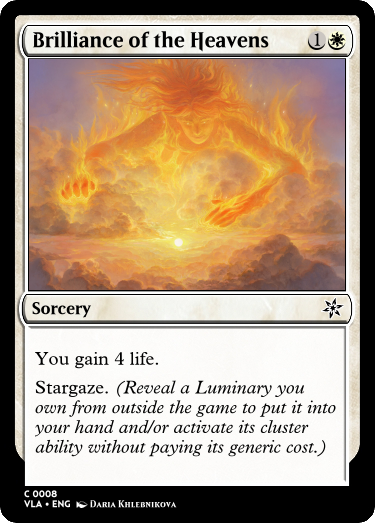 Brilliance of the Heavens 1
Sorcery
You gain 4 life.
Stargaze. (Reveal a Luminary you
own from outside the game to put it into
your hand and/or activate its cluster
ability without paying its generic cost.)
C 0008
VLA • ENG Daria Khlebnikova